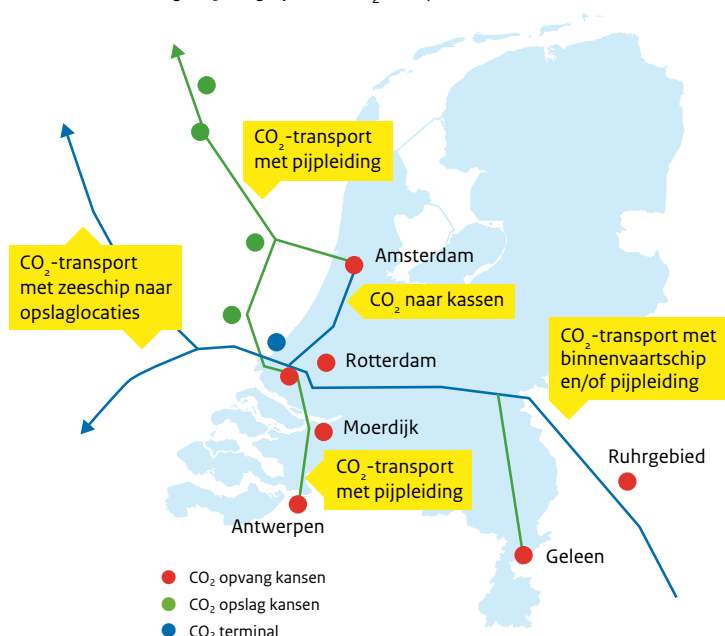 CO₂-transport
met pijpleiding
CO₂-transport
met zeeschip naar
opslaglocaties
Amsterdam
CO₂ naar kassen
CO₂-transport met
binnenvaartschip
en/of pijpleiding
Rotterdam
Moerdijk
Ruhrgebied
CO₂-transport
met pijpleiding
Antwerpen
Geleen
CO₂ opvang kansen
CO₂ opslag kansen
CO₂ terminal